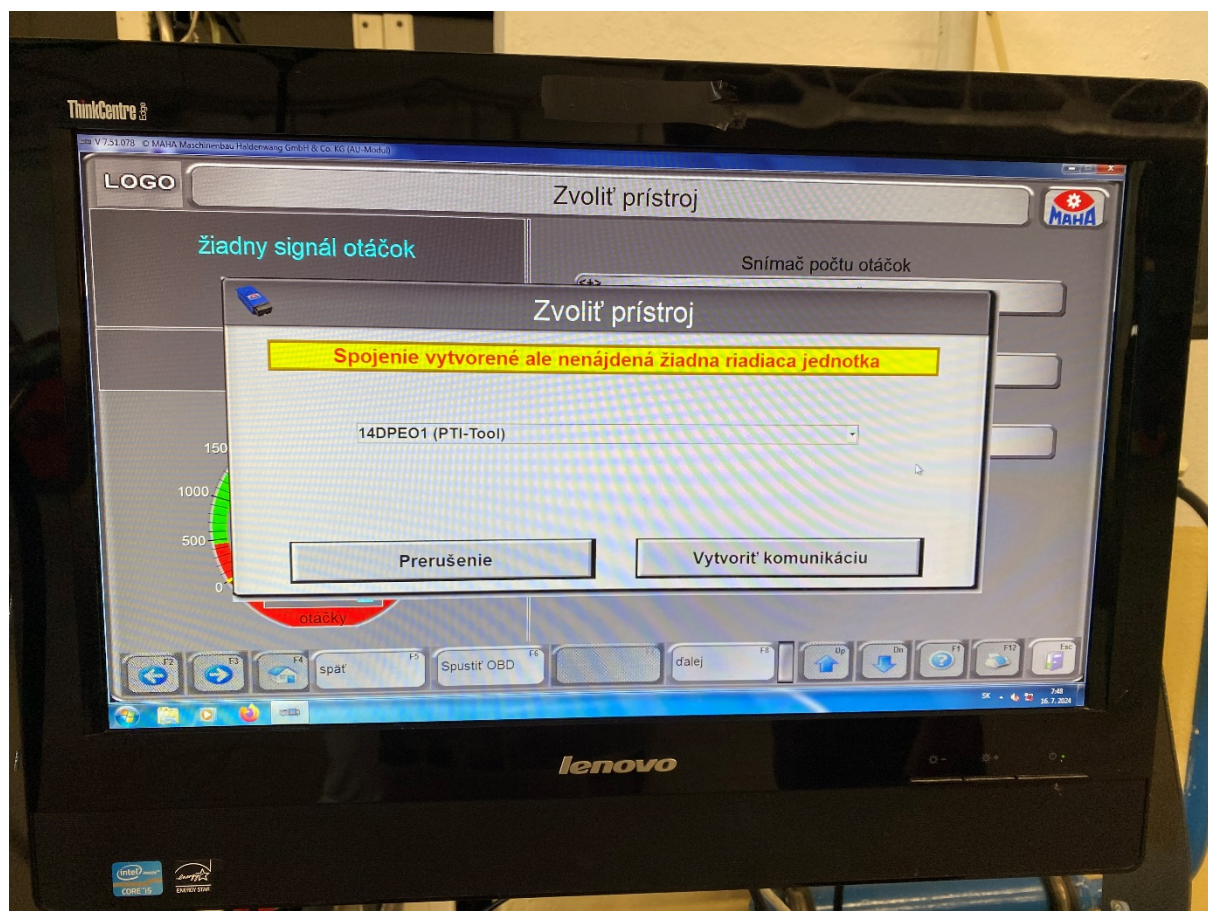 ThinkCentre Edge
V 7.51.078 © MAHA Maschinenbau Haldenwang GmbH & Co. KG (AU-Modul)
LOGO
Zvoliť prístroj
MAHA
žiadny signál otáčok
Snímač počtu otáčok
<+>
Zvoliť prístroj
Spojenie vytvorené ale nenájdená žiadna riadiaca jednotka
14DPEO1 (PTI-Tool)
150
1000
500
0
Prerušenie
Vytvoriť komunikáciu
otáčky
F2
F3
F4
späť F5
Spustiť OBD F6
F7
ďalej F8
Up
Dn
F1
F12
Esc
SK
7:48
16. 7. 2024
lenovo
intel
CORE i5
ENERGY STAR